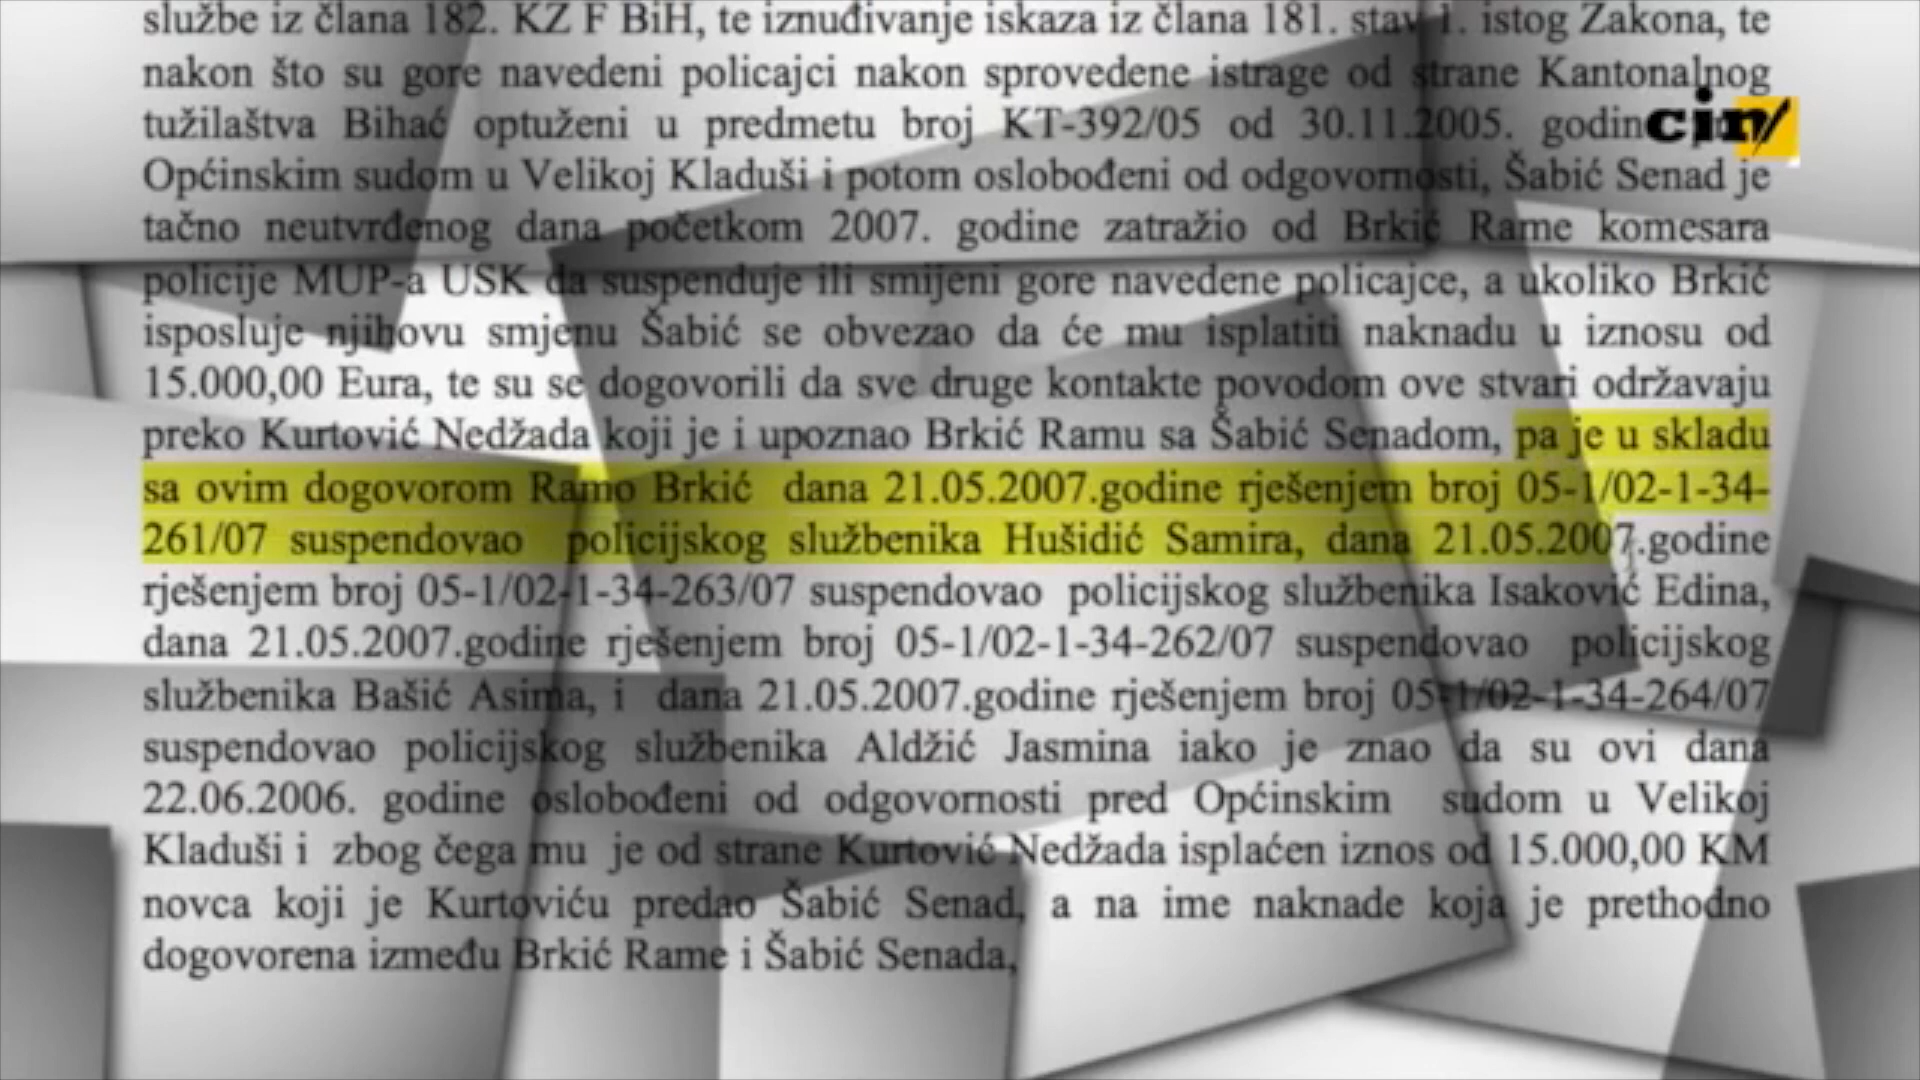 službe iz člana 182. KZ F BiH, te iznuđivanje iskaza iz člana 181. stav 1. istog Zakona, te
nakon što su gore navedeni policajci nakon sprovedene istrage od strane Kantonalnog
tužilaštva Bihać optuženi u predmetu broj KT-392/05 od 30.11.2005. godine
cin
Općinskim sudom u Velikoj Kladuši i potom oslobođeni od odgovornosti, Šabić Senad je
tačno neutvrđenog dana početkom 2007. godine zatražio od Brkić Rame komesara
policije MUP-a USK da suspenduje ili smijeni gore navedene policajce, a ukoliko Brkić
isposluje njihovu smjenu Šabić se obvezao da će mu isplatiti naknadu u iznosu od
15.000,00 Eura, te su se dogovorili da sve druge kontakte povodom ove stvari održavaju
preko Kurtović Nedžada koji je i upoznao Brkić Ramu sa Šabić Senadom, pa je u skladu
sa ovim dogovorom Ramo Brkić dana 21.05.2007.godine rješenjem broj 05-1/02-1-34-
261/07 suspendovao policijskog službenika Hušidić Samira, dana 21.05.2007.godine
rješenjem broj 05-1/02-1-34-263/07 suspendovao policijskog službenika Isaković Edina,
dana 21.05.2007.godine rješenjem broj 05-1/02-1-34-262/07 suspendovao policijskog
službenika Bašić Asima, i dana 21.05.2007.godine rješenjem broj 05-1/02-1-34-264/07
suspendovao policijskog službenika Aldžić Jasmina iako je znao da su ovi dana
22.06.2006. godine oslobođeni od odgovornosti pred Općinskim sudom u Velikoj
Kladuši i zbog čega mu je od strane Kurtović Nedžada isplaćen iznos od 15.000,00 KM
novca koji je Kurtoviću predao Šabić Senad, a na ime naknade koja je prethodno
dogovorena između Brkić Rame i Šabić Senada,